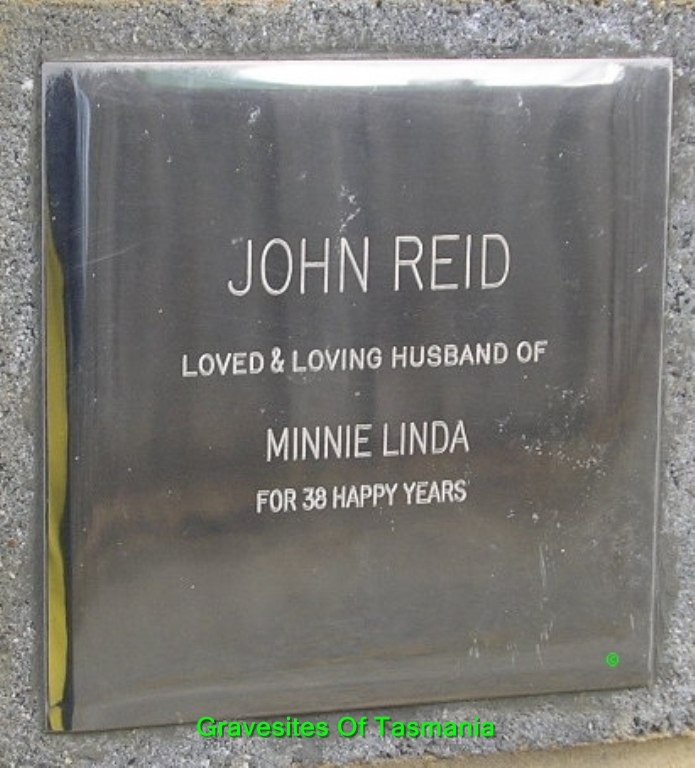 JOHN REID
LOVED & LOVING HUSBAND OF
MINNIE LINDA
FOR 38 HAPPY YEARS
©
Gravesites Of Tasmania